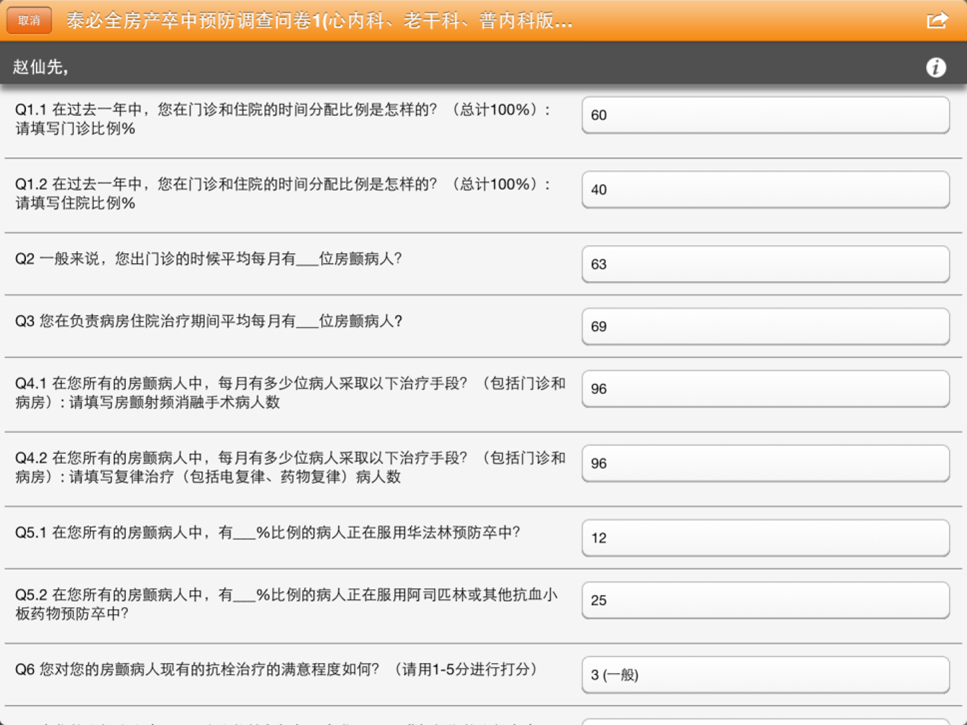 取消
泰必全房产卒中预防调查问卷1(心内科、老干科、普内科版...
赵仙先,
Q1.1 在过去一年中，您在门诊和住院的时间分配比例是怎样的？（总计100%）:
请填写门诊比例%
60
Q1.2 在过去一年中，您在门诊和住院的时间分配比例是怎样的？（总计100%）:
请填写住院比例%
40
Q2 一般来说，您出门诊的时候平均每月有___位房颤病人?
63
Q3 您在负责病房住院治疗期间平均每月有___位房颤病人?
69
Q4.1 在您所有的房颤病人中，每月有多少位病人采取以下治疗手段？（包括门诊和
病房）: 请填写房颤射频消融手术病人数
96
Q4.2 在您所有的房颤病人中，每月有多少位病人采取以下治疗手段？（包括门诊和
病房）: 请填写复律治疗（包括电复律、药物复律）病人数
96
Q5.1 在您所有的房颤病人中，有___%比例的病人正在服用华法林预防卒中?
12
Q5.2 在您所有的房颤病人中，有___%比例的病人正在服用阿司匹林或其他抗血小
板药物预防卒中?
25
Q6 您对您的房颤病人现有的抗栓治疗的满意程度如何？（请用1-5分进行打分）
3 (一般)